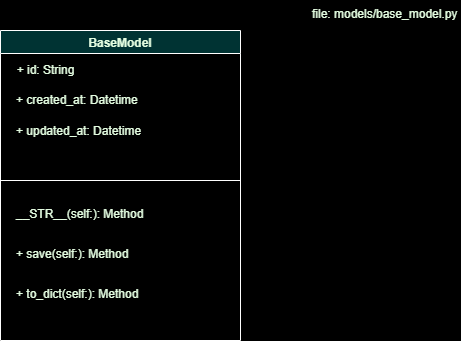 file: models/base_model.py
BaseModel
+ id: String
+ created_at: Datetime
+ updated_at: Datetime
__STR__(self:): Method
+ save(self:): Method
+ to_dict(self:): Method